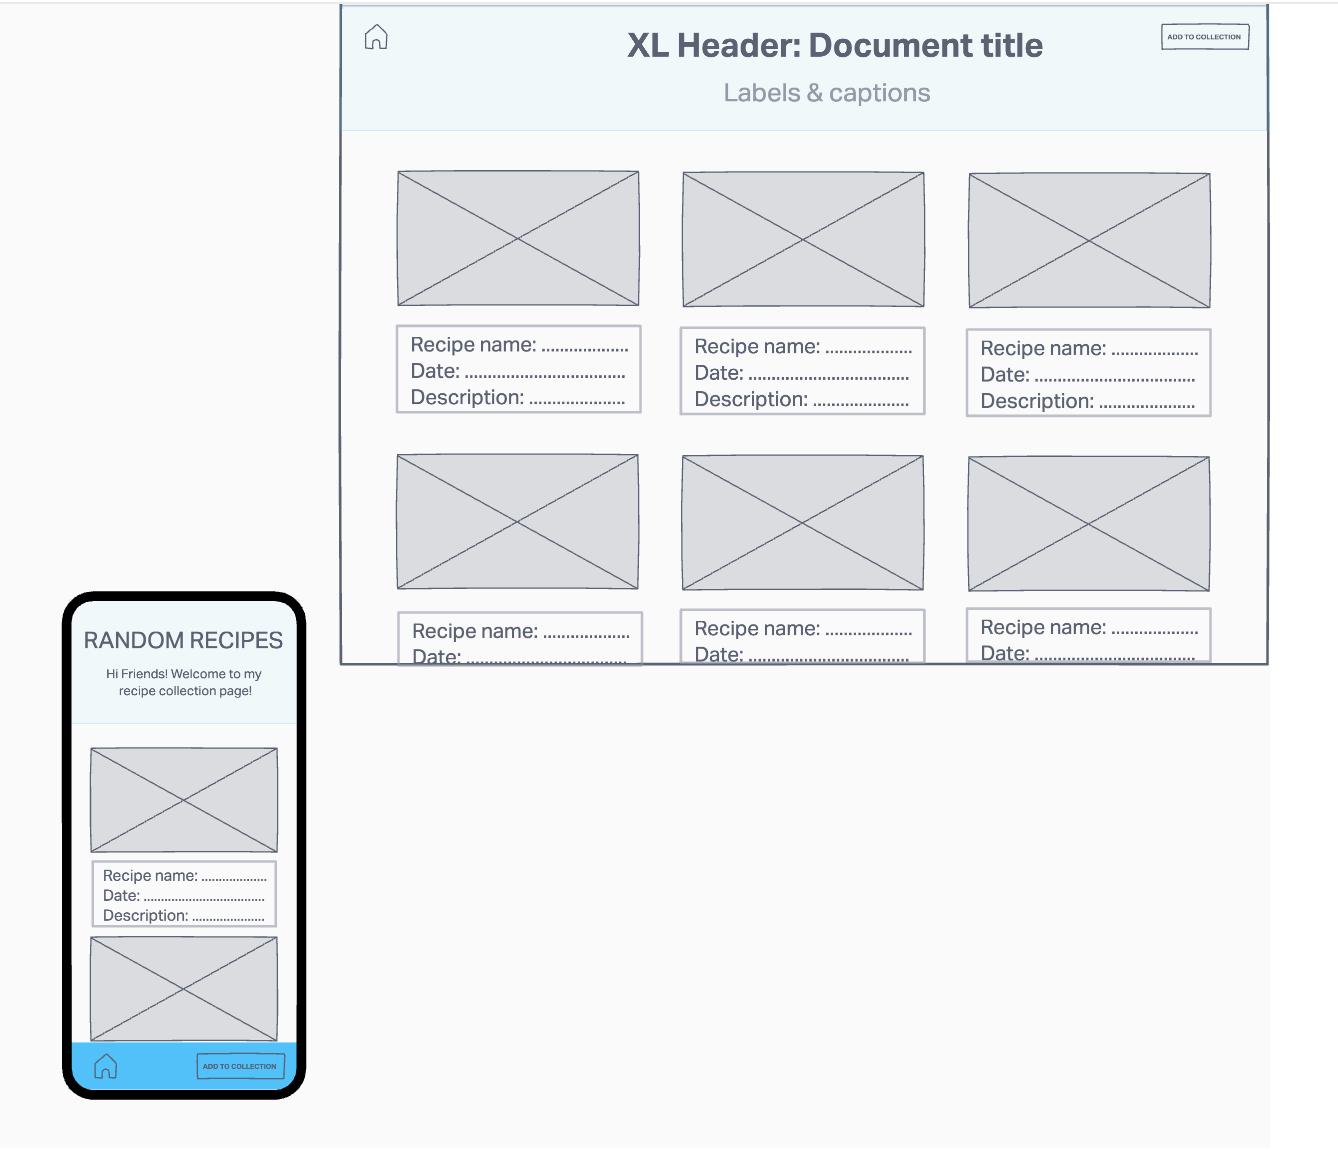 XL Header: Document title
ADD TO COLLECTION
Labels & captions
Recipe name: ...................
Date: ..................................
Description: ....................
Recipe name: ...................
Date: ..................................
Description: ....................
Recipe name: ...................
Date: ..................................
Description: ....................
Recipe name: ...................
Date: ..................................
Recipe name: ...................
Date: ..................................
Recipe name: ...................
Date: ..................................
RANDOM RECIPES
Hi Friends! Welcome to my
recipe collection page!
Recipe name: ...................
Date: ...................................
Description: .....................
ADD TO COLLECTION